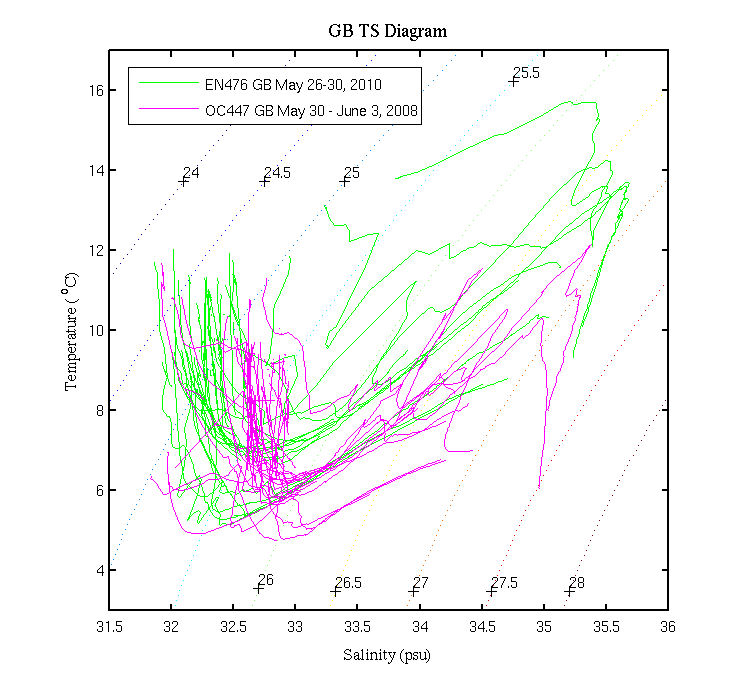 GB TS Diagram
EN476 GB May 26-30, 2010
OC447 GB May 30 - June 3, 2008
25.5
24
24.5
25
26
26.5
27
27.5
28
16
14
12
10
8
6
4
Temperature ( °C)
31.5 32 32.5 33 33.5 34 34.5 35 35.5 36
Salinity (psu)